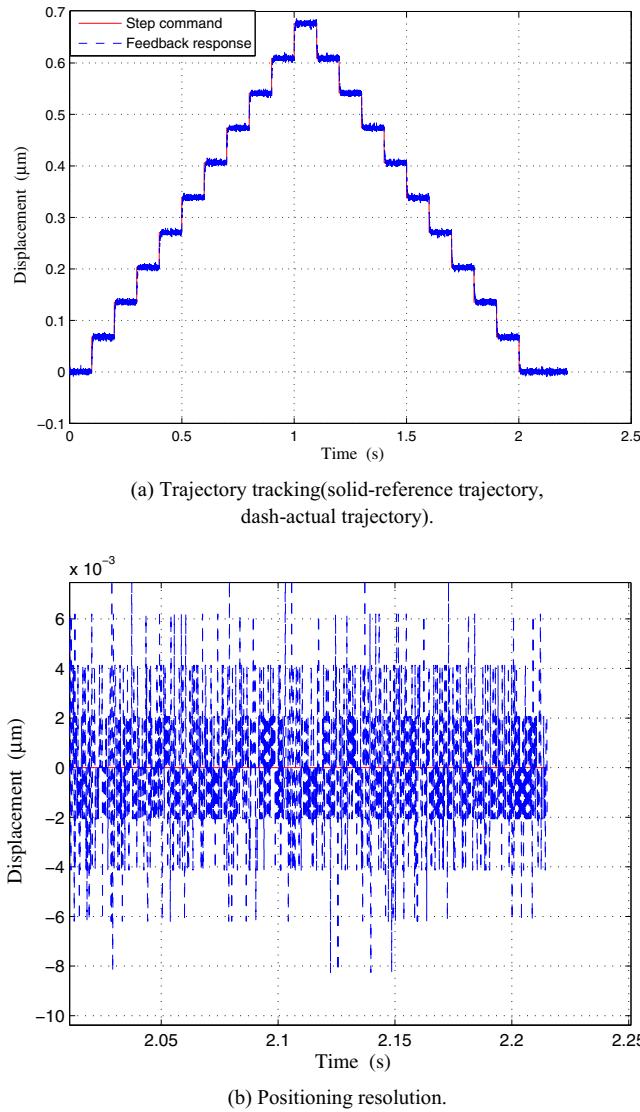 0.7
Step command
Feedback response
0.6
0.5
0.4
0.3
0.2
0.1
0
−0.1
Displacement (μm)
0 0.5 1 1.5 2 2.5
Time (s)
(a) Trajectory tracking(solid-reference trajectory,
dash-actual trajectory).
x 10⁻³
6
4
2
0
−2
−4
−6
−8
−10
Displacement (μm)
2.05 2.1 2.15 2.2 2.25
Time (s)
(b) Positioning resolution.